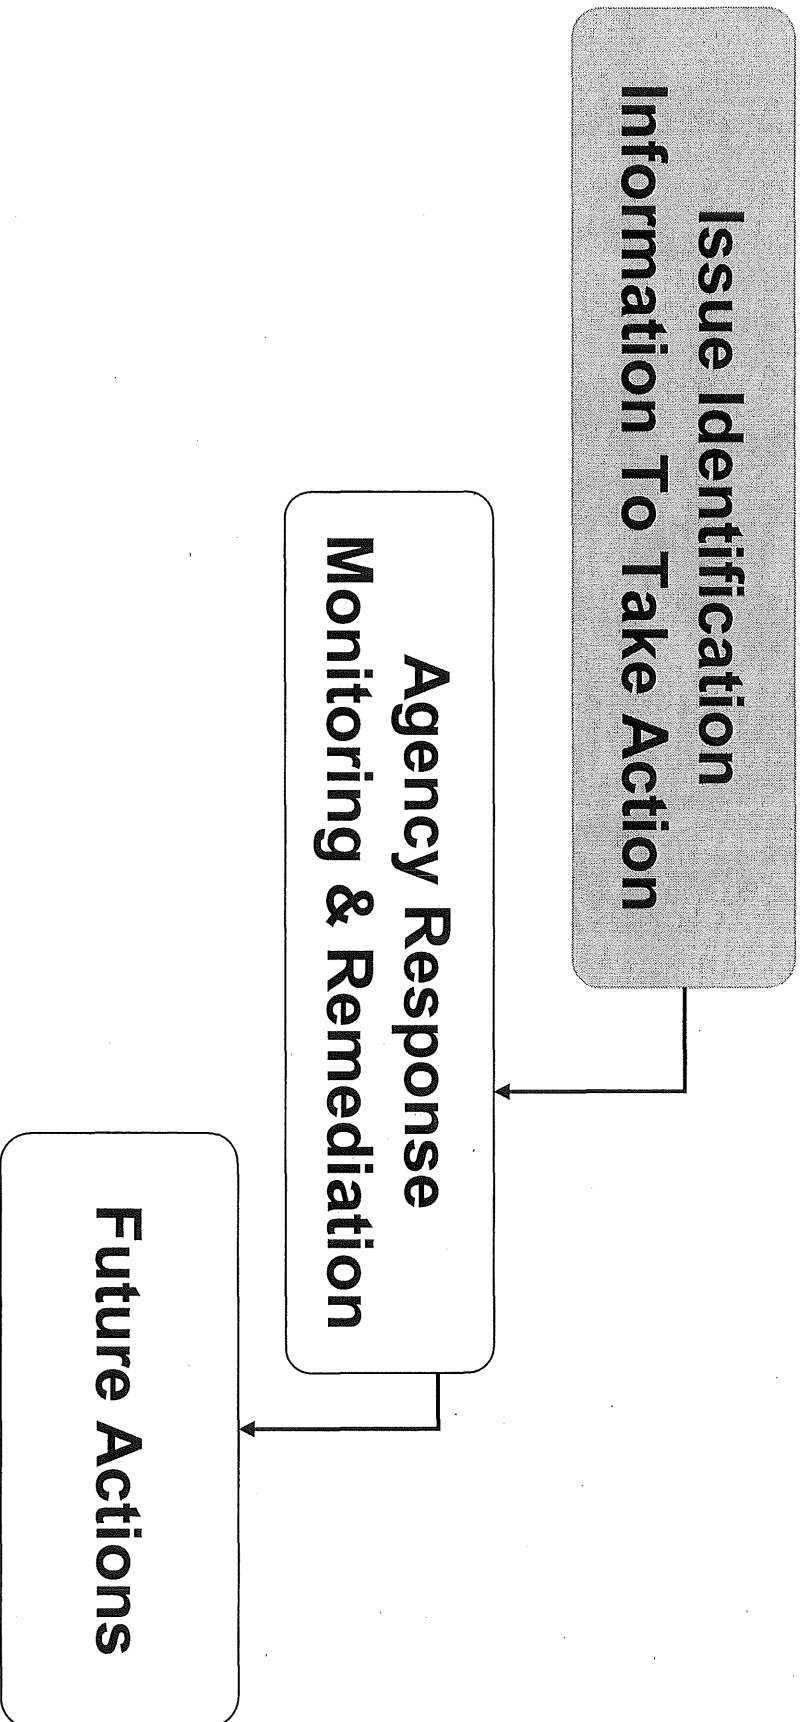 Issue Identification
Information To Take Action
Agency Response
Monitoring & Remediation
Future Actions